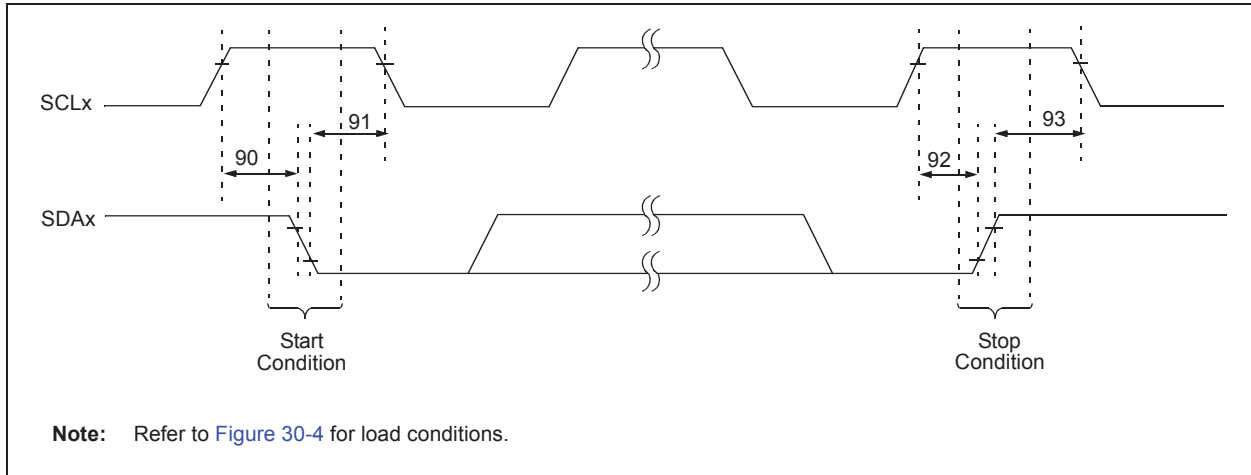 SCLx
91
93
90
92
SDAx
Start
Condition
Stop
Condition
Note: Refer to Figure 30-4 for load conditions.